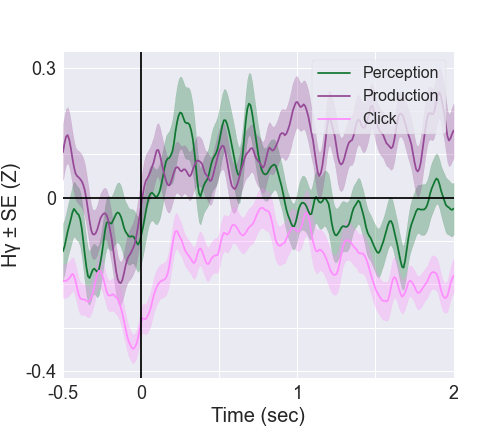 Hγ ± SE (Z)
0.3
0
-0.4
Perception
Production
Click
-0.5
0
1
2
Time (sec)